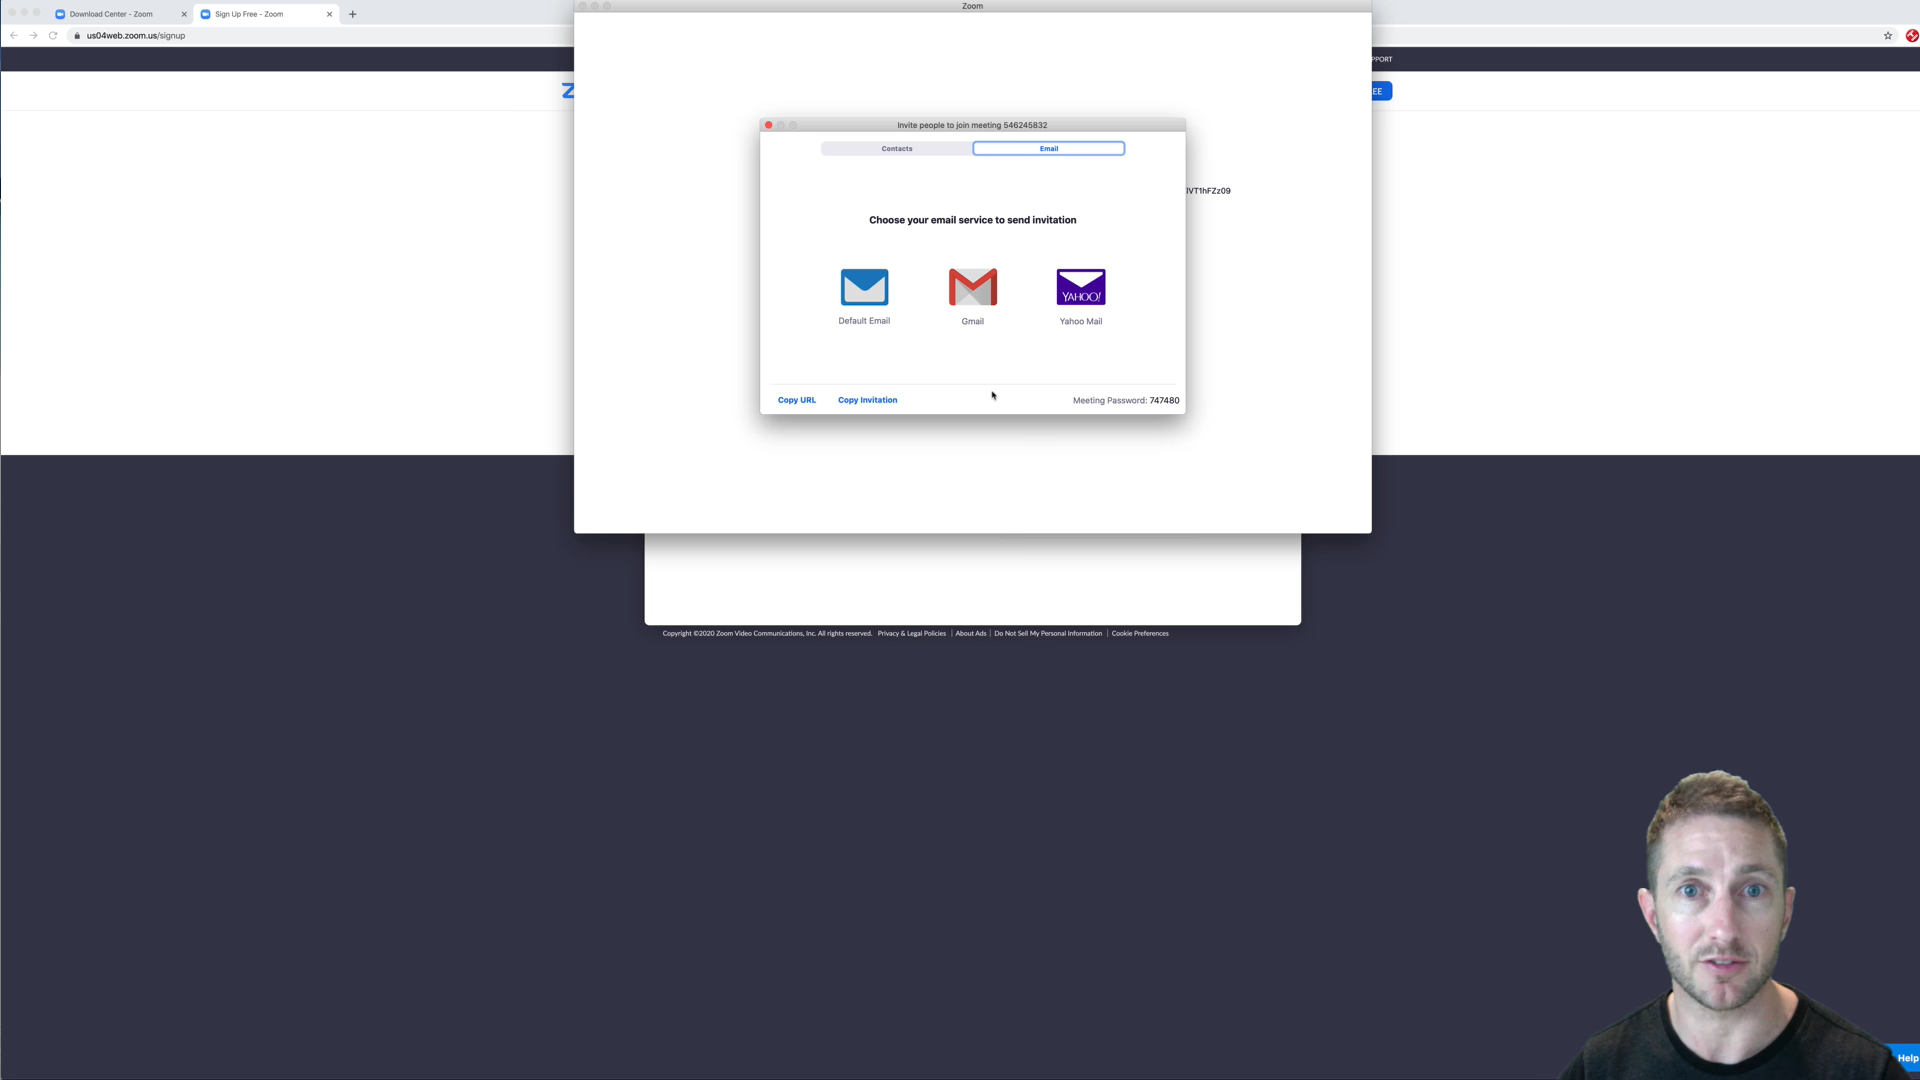 Download Center - Zoom
Sign Up Free - Zoom
Zoom
us04web.zoom.us/signup
PPORT
EE
Invite people to join meeting 546245832
Contacts
Email
IVT1hFZz09
Choose your email service to send invitation
YAHOO!
Default Email
Gmail
Yahoo Mail
Copy URL
Copy Invitation
Meeting Password: 747480
Copyright ©2020 Zoom Video Communications, Inc. All rights reserved. Privacy & Legal Policies | About Ads | Do Not Sell My Personal Information | Cookie Preferences
Help